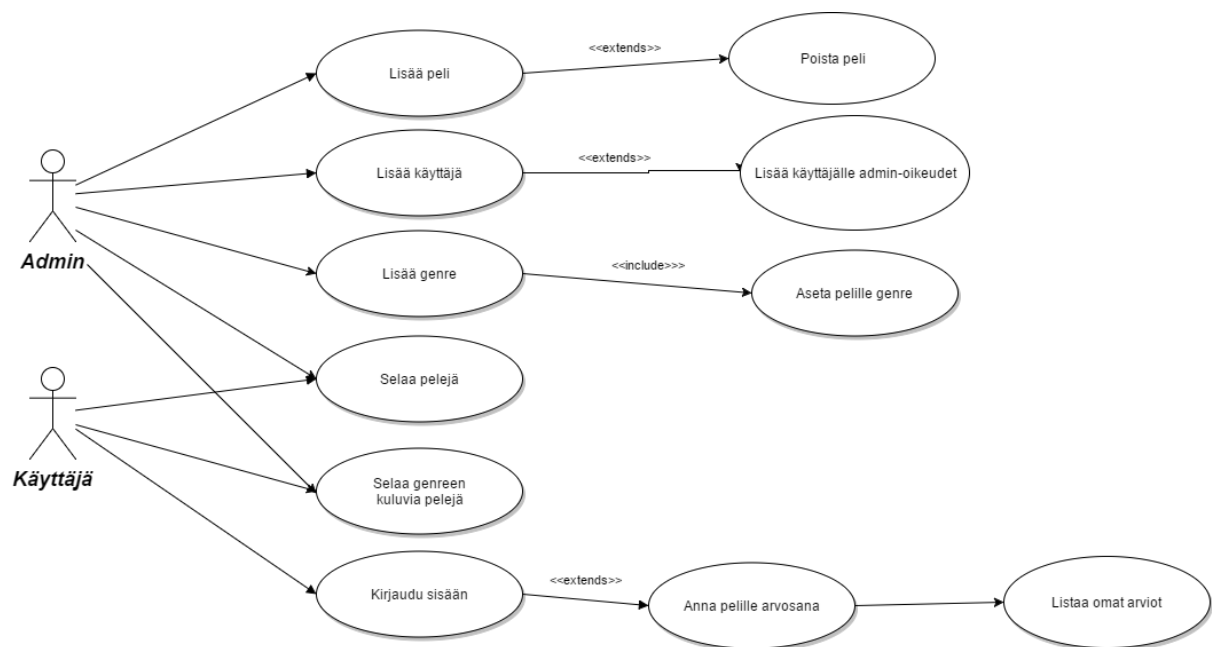 <<extends>>
Lisää peli
Poista peli
Lisää käyttäjä
<<extends>>
Lisää käyttäjälle admin-oikeudet
Admin
Lisää genre
<<include>>>
Aseta pelille genre
Selaa pelejä
Käyttäjä
Selaa genreen
kuluvia pelejä
Kirjaudu sisään
<<extends>>
Anna pelille arvosana
Listaa omat arviot